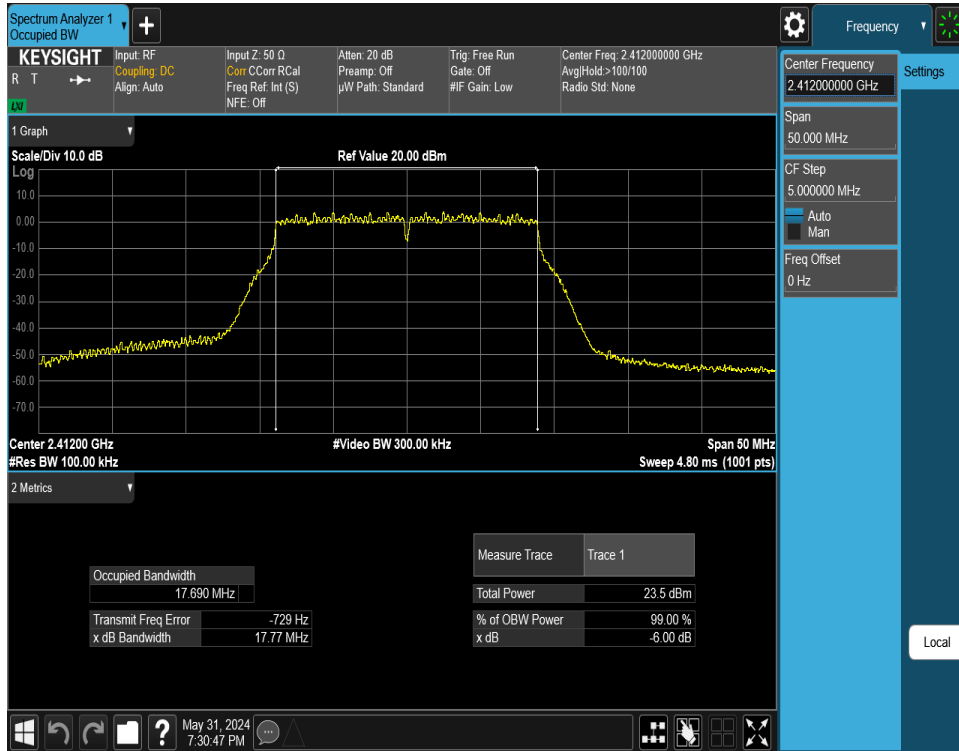 Spectrum Analyzer 1
Occupied BW
Frequency
KEYSIGHT
R T
LXI
Input: RF
Coupling: DC
Align: Auto
Input Z: 50 Ω
Corr CCorr RCal
Freq Ref: Int (S)
NFE: Off
Atten: 20 dB
Preamp: Off
µW Path: Standard
Trig: Free Run
Gate: Off
#IF Gain: Low
Center Freq: 2.412000000 GHz
Avg|Hold:>100/100
Radio Std: None
Center Frequency
2.412000000 GHz
Settings
Span
50.000 MHz
CF Step
5.000000 MHz
Auto
Man
Freq Offset
0 Hz
Local
1 Graph
Scale/Div 10.0 dB
Ref Value 20.00 dBm
Log
10.0
0.00
-10.0
-20.0
-30.0
-40.0
-50.0
-60.0
-70.0
Center 2.41200 GHz
#Video BW 300.00 kHz
Span 50 MHz
#Res BW 100.00 kHz
Sweep 4.80 ms (1001 pts)
2 Metrics
Occupied Bandwidth
17.690 MHz
Transmit Freq Error -729 Hz
x dB Bandwidth 17.77 MHz
Measure Trace Trace 1
Total Power 23.5 dBm
% of OBW Power 99.00 %
x dB -6.00 dB
?
May 31, 2024
7:30:47 PM